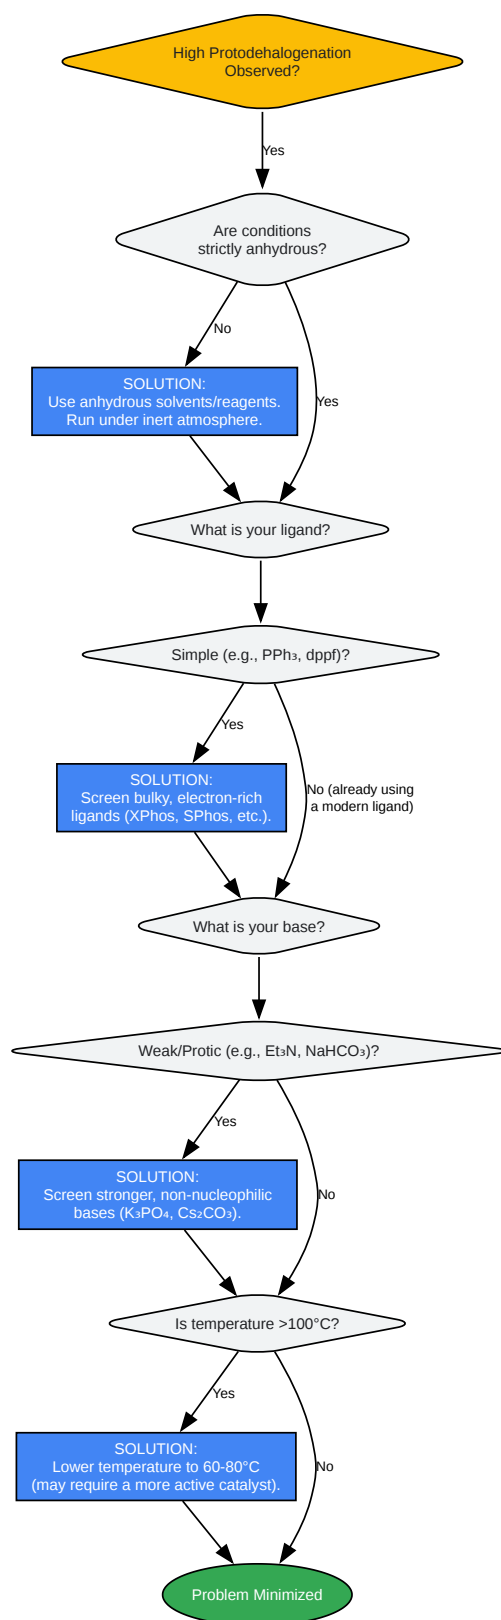 High Protodehalogenation
Observed?
Yes
Are conditions
strictly anhydrous?
No
SOLUTION:
Use anhydrous solvents/reagents.
Run under inert atmosphere.
Yes
What is your ligand?
Simple (e.g., PPh₃, dppf)?
Yes
SOLUTION:
Screen bulky, electron-rich
ligands (XPhos, SPhos, etc.).
No (already using
a modern ligand)
What is your base?
Weak/Protic (e.g., Et₃N, NaHCO₃)?
Yes
SOLUTION:
Screen stronger, non-nucleophilic
bases (K₃PO₄, Cs₂CO₃).
No
Is temperature >100°C?
Yes
SOLUTION:
Lower temperature to 60-80°C
(may require a more active catalyst).
No
Problem Minimized